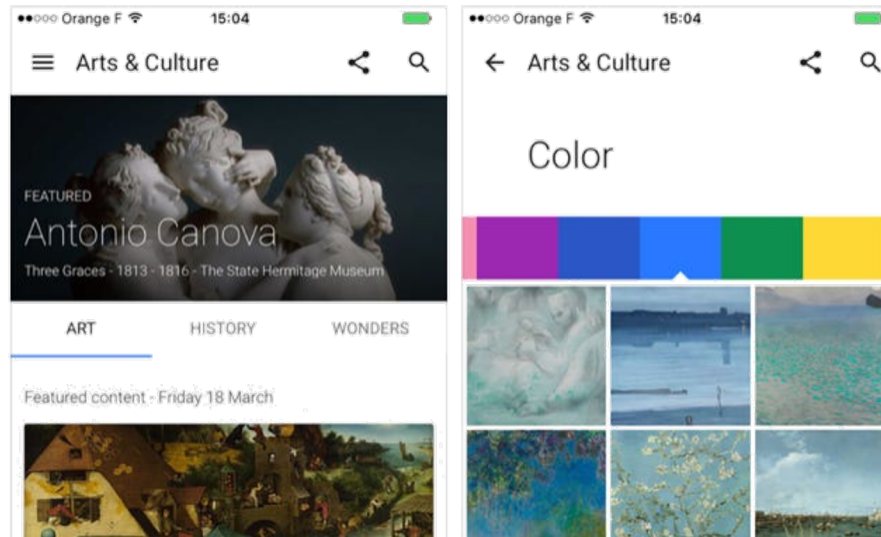 Orange F 15:04
Arts & Culture
FEATURED
Antonio Canova
Three Graces - 1813 - 1816 - The State Hermitage Museum
ART HISTORY WONDERS
Featured content - Friday 18 March
Orange F 15:04
Arts & Culture
Color